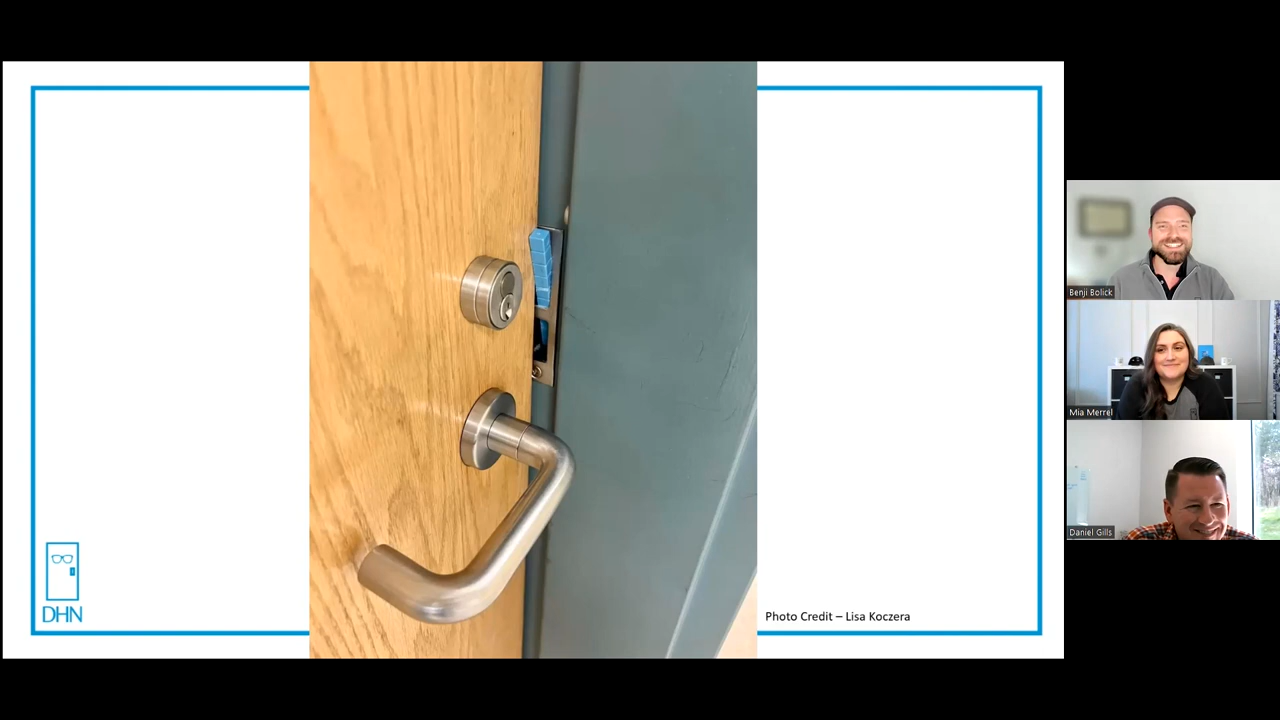 DHN
Photo Credit – Lisa Koczera
Benji Bolick
Mia Merrel
Daniel Gills